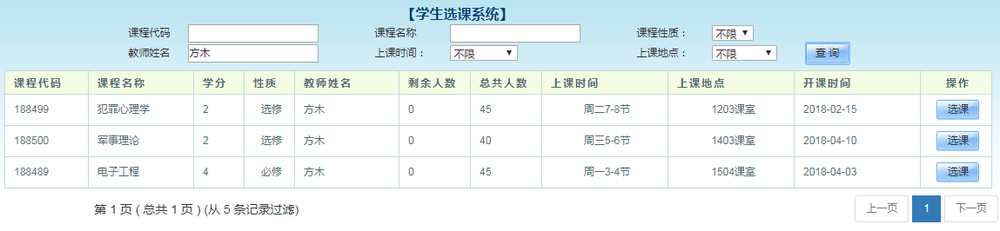 【学生选课系统】
课程代码 课程名称 课程性质： 不限
教师姓名 方木 上课时间： 不限 上课地点： 不限 查 询
课程代码 课程名称 学分 性质 教师姓名 剩余人数 总共人数 上课时间 上课地点 开课时间 操作
188499 犯罪心理学 2 选修 方木 0 45 周二7-8节 1203课室 2018-02-15 选课
188500 军事理论 2 选修 方木 0 40 周三5-6节 1403课室 2018-04-10 选课
188489 电子工程 4 必修 方木 0 45 周一3-4节 1504课室 2018-04-03 选课
第 1 页 ( 总共 1 页 ) (从 5 条记录过滤) 上一页 1 下一页